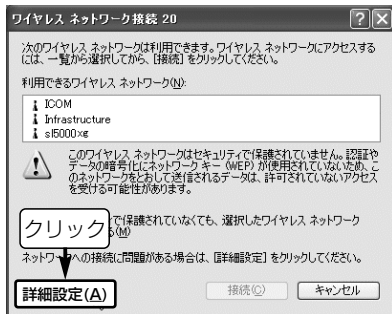 ワイヤレス ネットワーク接続 20
次のワイヤレス ネットワークは利用できます。ワイヤレス ネットワークにアクセスする
には、一覧から選択してから、[接続] をクリックしてください。
利用できるワイヤレス ネットワーク(N):
ICOM
Infrastructure
sl5000xg
このワイヤレス ネットワークはセキュリティで保護されていません。認証や
データの暗号化にネットワーク キー (WEP) が使用されていないため、こ
のネットワークをとおして送信されるデータは、許可されていないアクセス
を受ける可能性があります。
で保護されていなくても、選択したワイヤレス ネットワーク
る(M)
クリック
ネットワークへの接続に問題がある場合は、[詳細設定] をクリックしてください。
詳細設定(A)
接続(C)
キャンセル